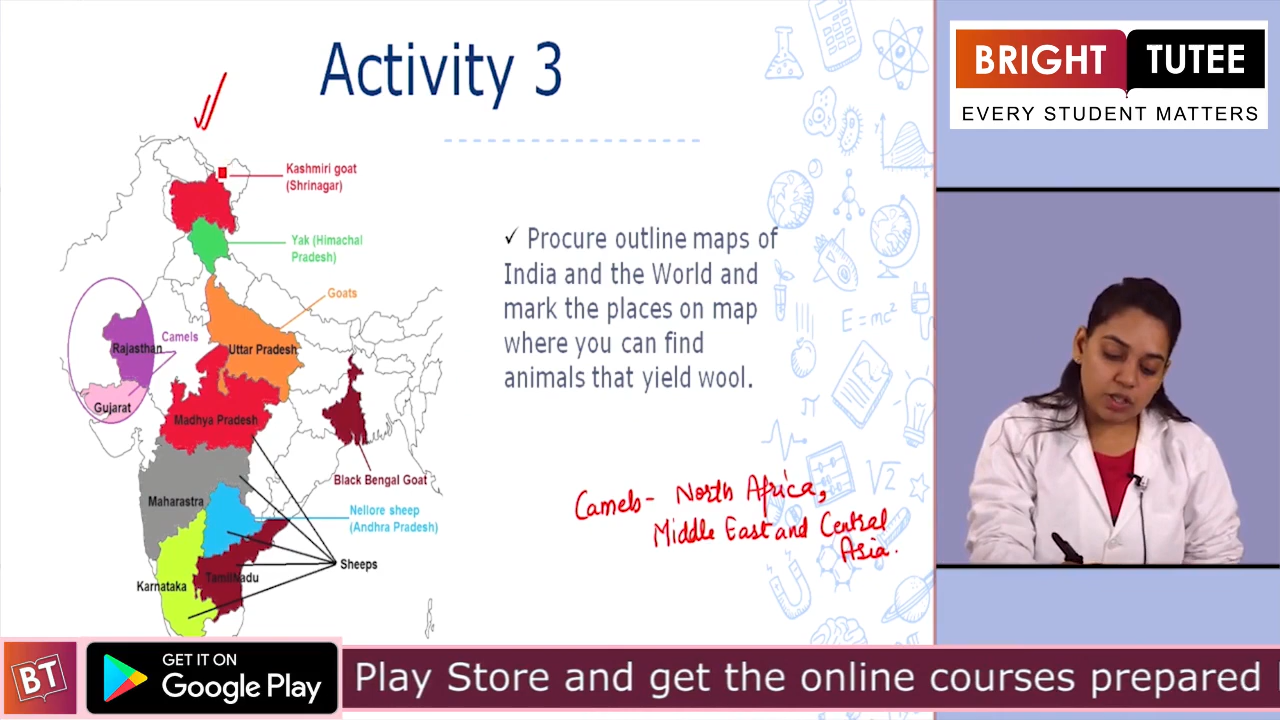 Activity 3
BRIGHT TUTEE
EVERY STUDENT MATTERS
Kashmiri goat
(Shrinagar)
Yak (Himachal
Pradesh)
Goats
Camels
Rajasthan
Uttar Pradesh
Gujarat
Madhya Pradesh
Black Bengal Goat
Maharastra
Nellore sheep
(Andhra Pradesh)
Sheeps
Karnataka
TamilNadu
✓ Procure outline maps of
India and the World and
mark the places on map
where you can find
animals that yield wool.
E = mc²
π
√2
y
x
Camels - North Africa,
Middle East and Central
Asia.
BT
GET IT ON
Google Play
Play Store and get the online courses prepared